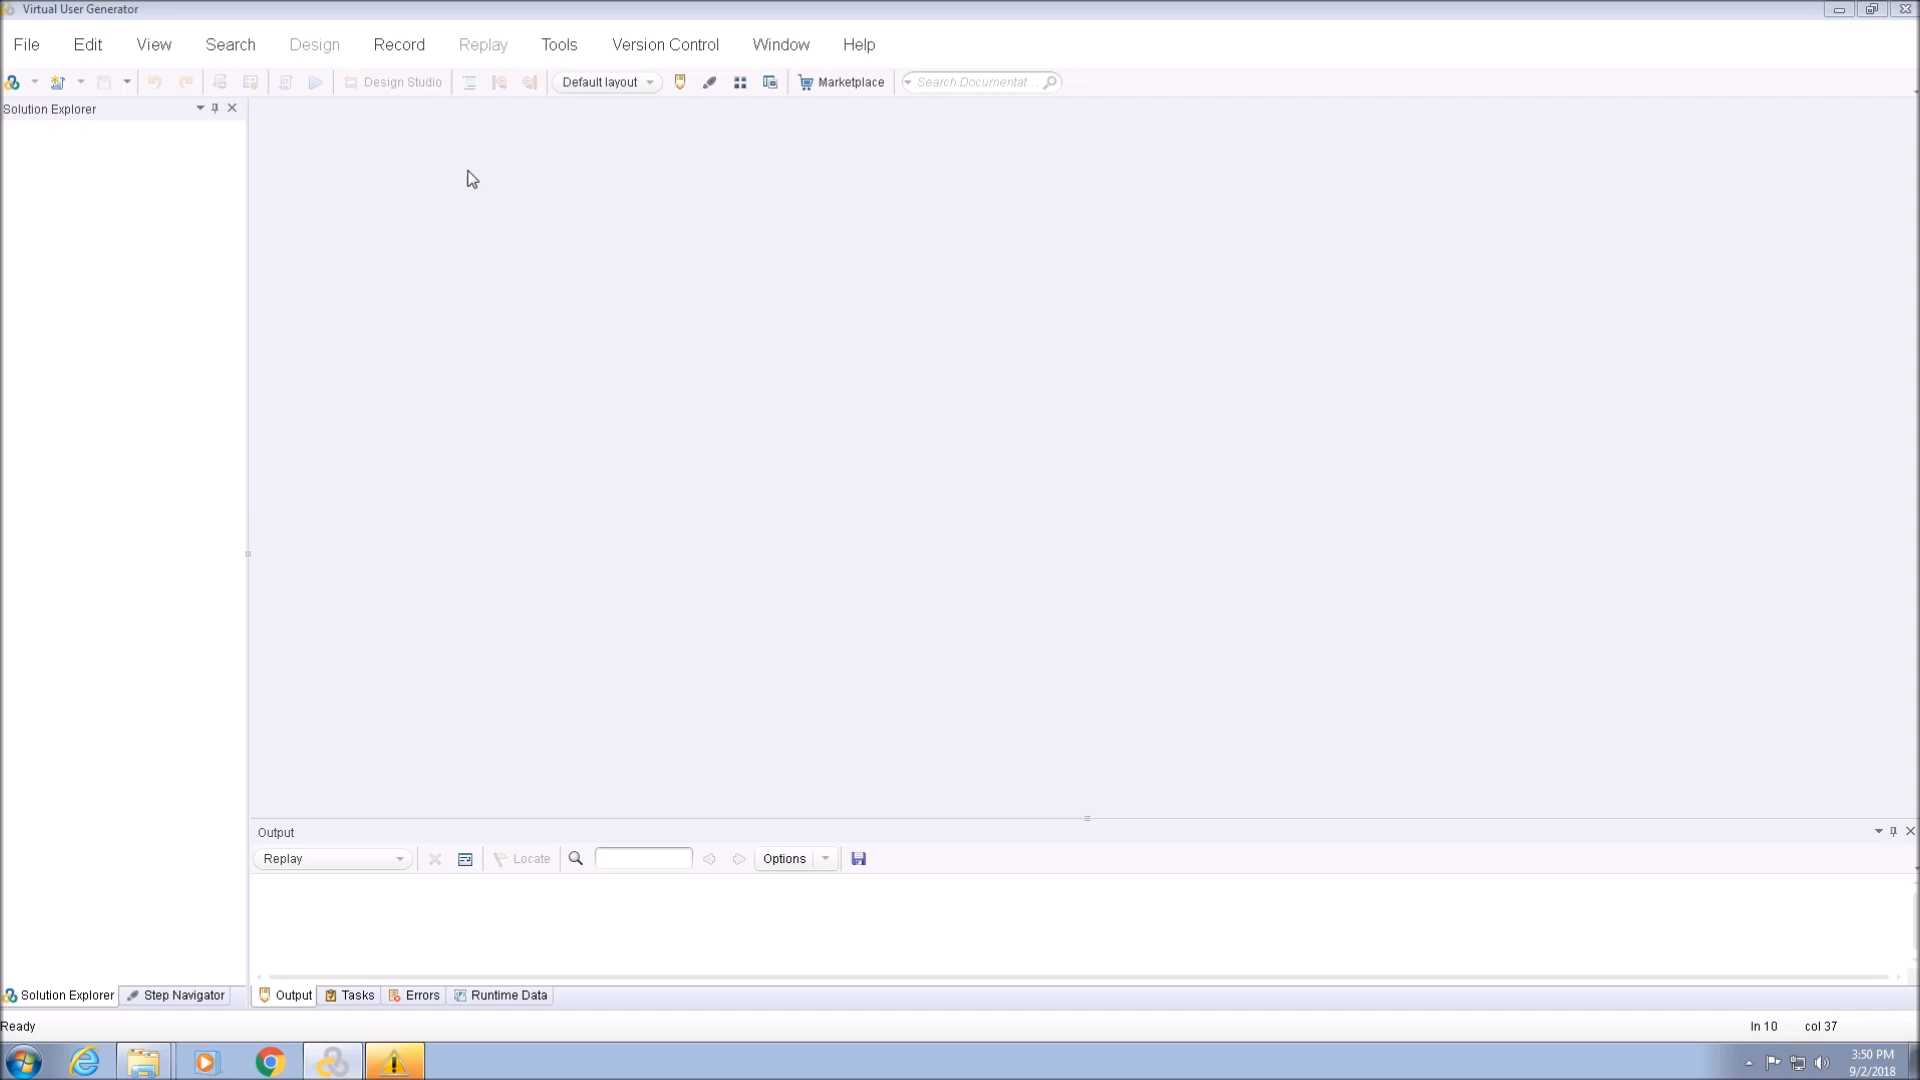 Virtual User Generator
File Edit View Search Design Record Replay Tools Version Control Window Help
Design Studio Default layout Marketplace Search Documentat...
Solution Explorer
Output
Replay Locate Options
Solution Explorer Step Navigator Output Tasks Errors Runtime Data
Ready ln 10 col 37
3:50 PM
9/2/2018